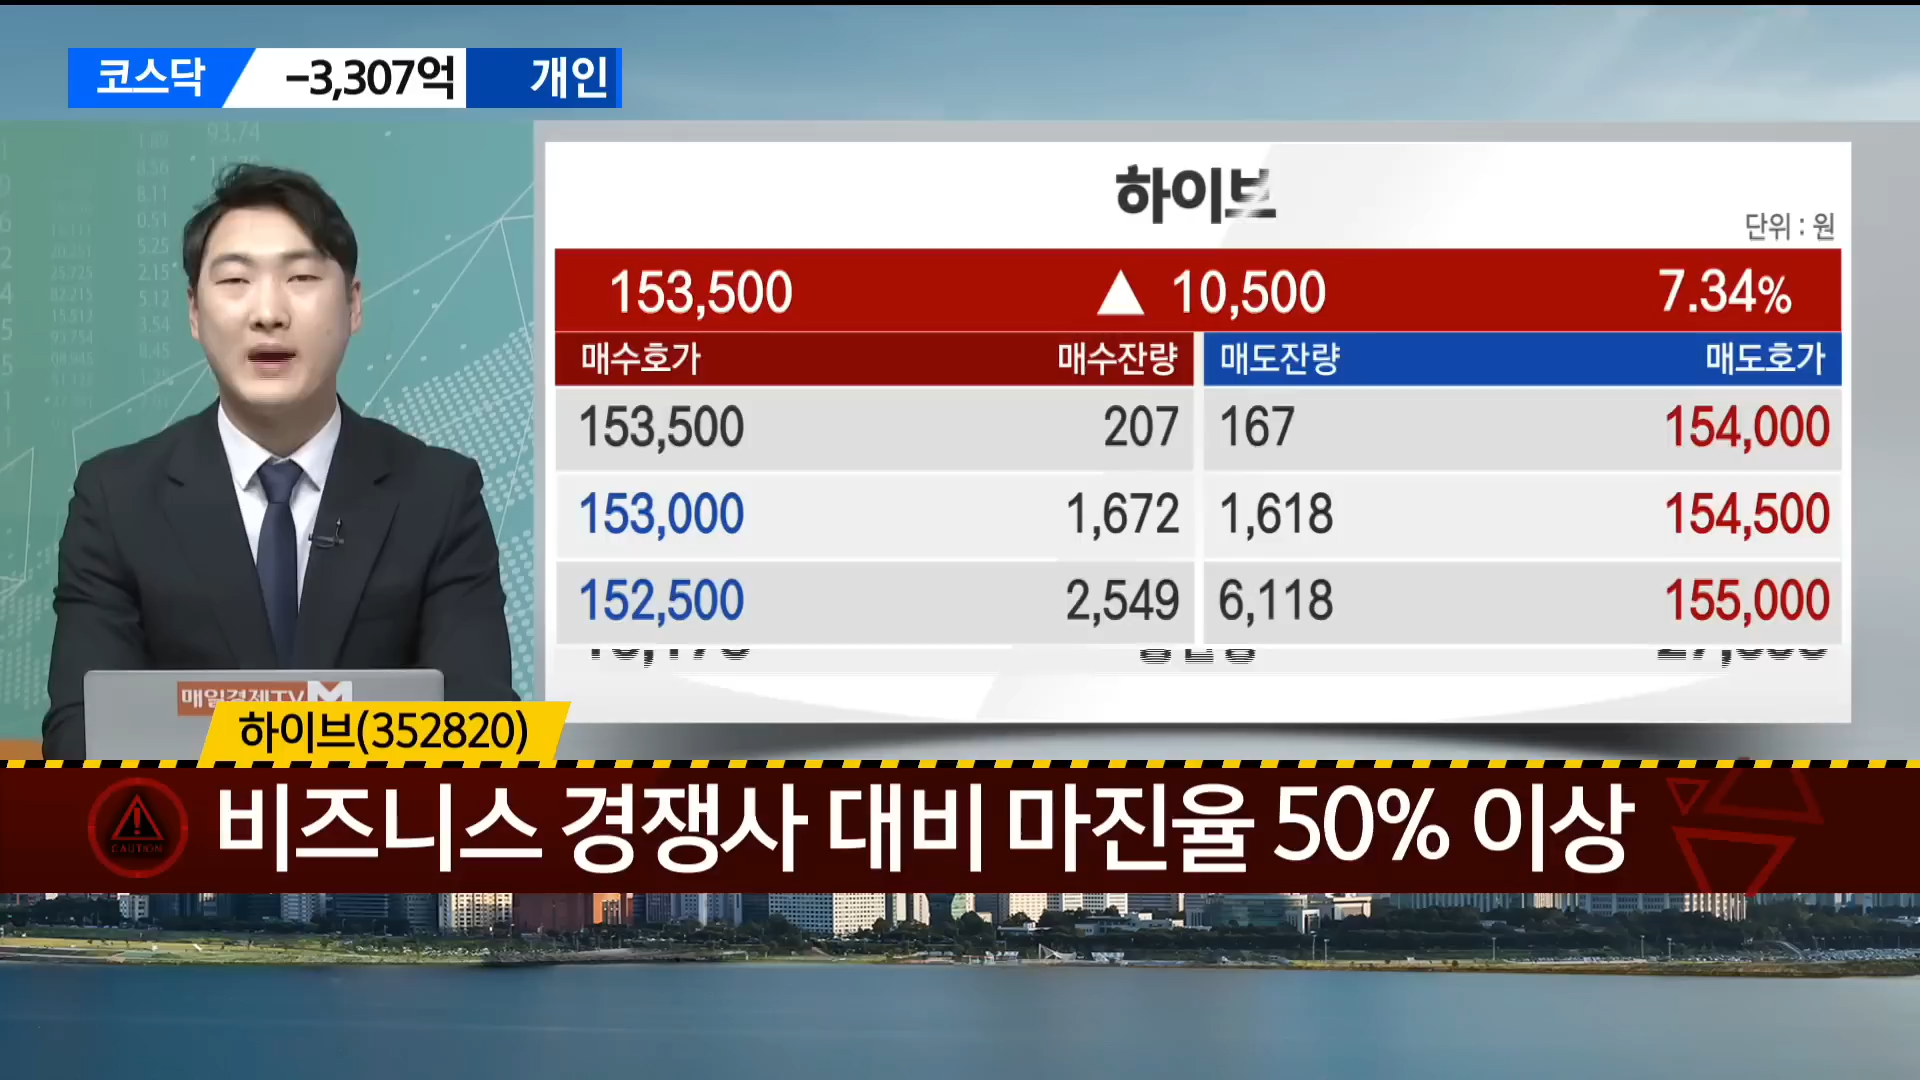 코스닥 -3,307억 개인
하이브
단위 : 원
153,500 ▲ 10,500 7.34%
매수호가 매수잔량 매도잔량 매도호가
153,500 207 167 154,000
153,000 1,672 1,618 154,500
152,500 2,549 6,118 155,000
매일경제TV M
하이브(352820)
CAUTION
비즈니스 경쟁사 대비 마진율 50% 이상